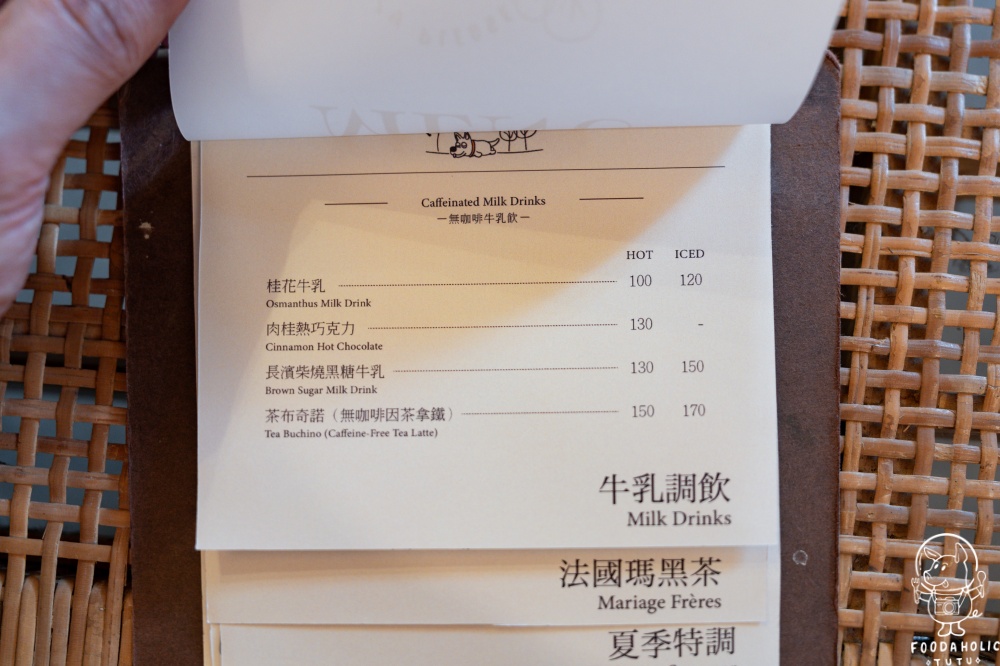 Caffeinated Milk Drinks
－無咖啡牛乳飲－
HOT ICED
桂花牛乳 100 120
Osmanthus Milk Drink
肉桂熱巧克力 130 -
Cinnamon Hot Chocolate
長濱柴燒黑糖牛乳 130 150
Brown Sugar Milk Drink
茶布奇諾（無咖啡因茶拿鐵） 150 170
Tea Buchino (Caffeine-Free Tea Latte)
牛乳調飲
Milk Drinks
法國瑪黑茶
Mariage Frères
夏季特調
FOODAHOLIC
TUTU